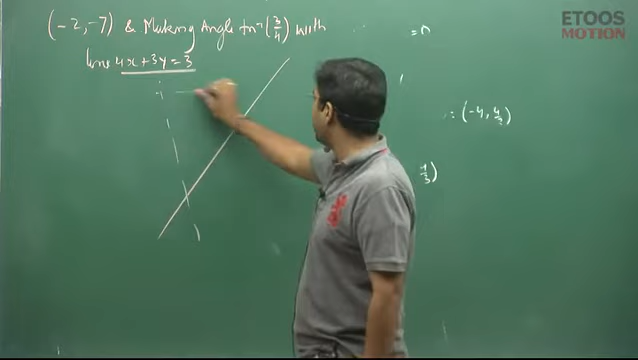 (-2, -7) & Making Angle tan⁻¹(3/4) with
line 4x + 3y = 3
= 0
∴ (-4, 4/3)
4/3)
ETOOS
MOTION